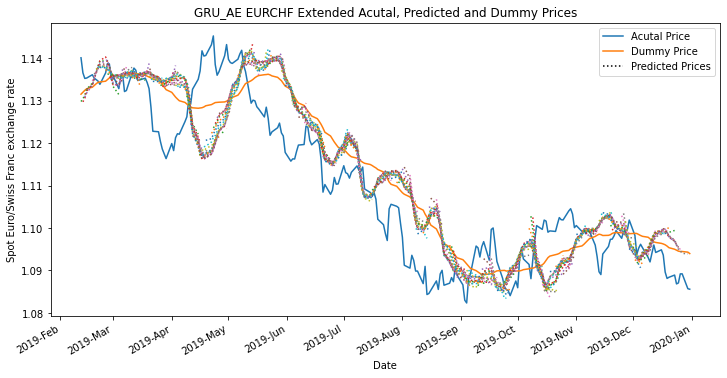 GRU_AE EURCHF Extended Acutal, Predicted and Dummy Prices
Acutal Price
Dummy Price
Predicted Prices
Spot Euro/Swiss Franc exchange rate
1.14
1.13
1.12
1.11
1.10
1.09
1.08
2019-Feb
2019-Mar
2019-Apr
2019-May
2019-Jun
2019-Jul
2019-Aug
2019-Sep
2019-Oct
2019-Nov
2019-Dec
2020-Jan
Date